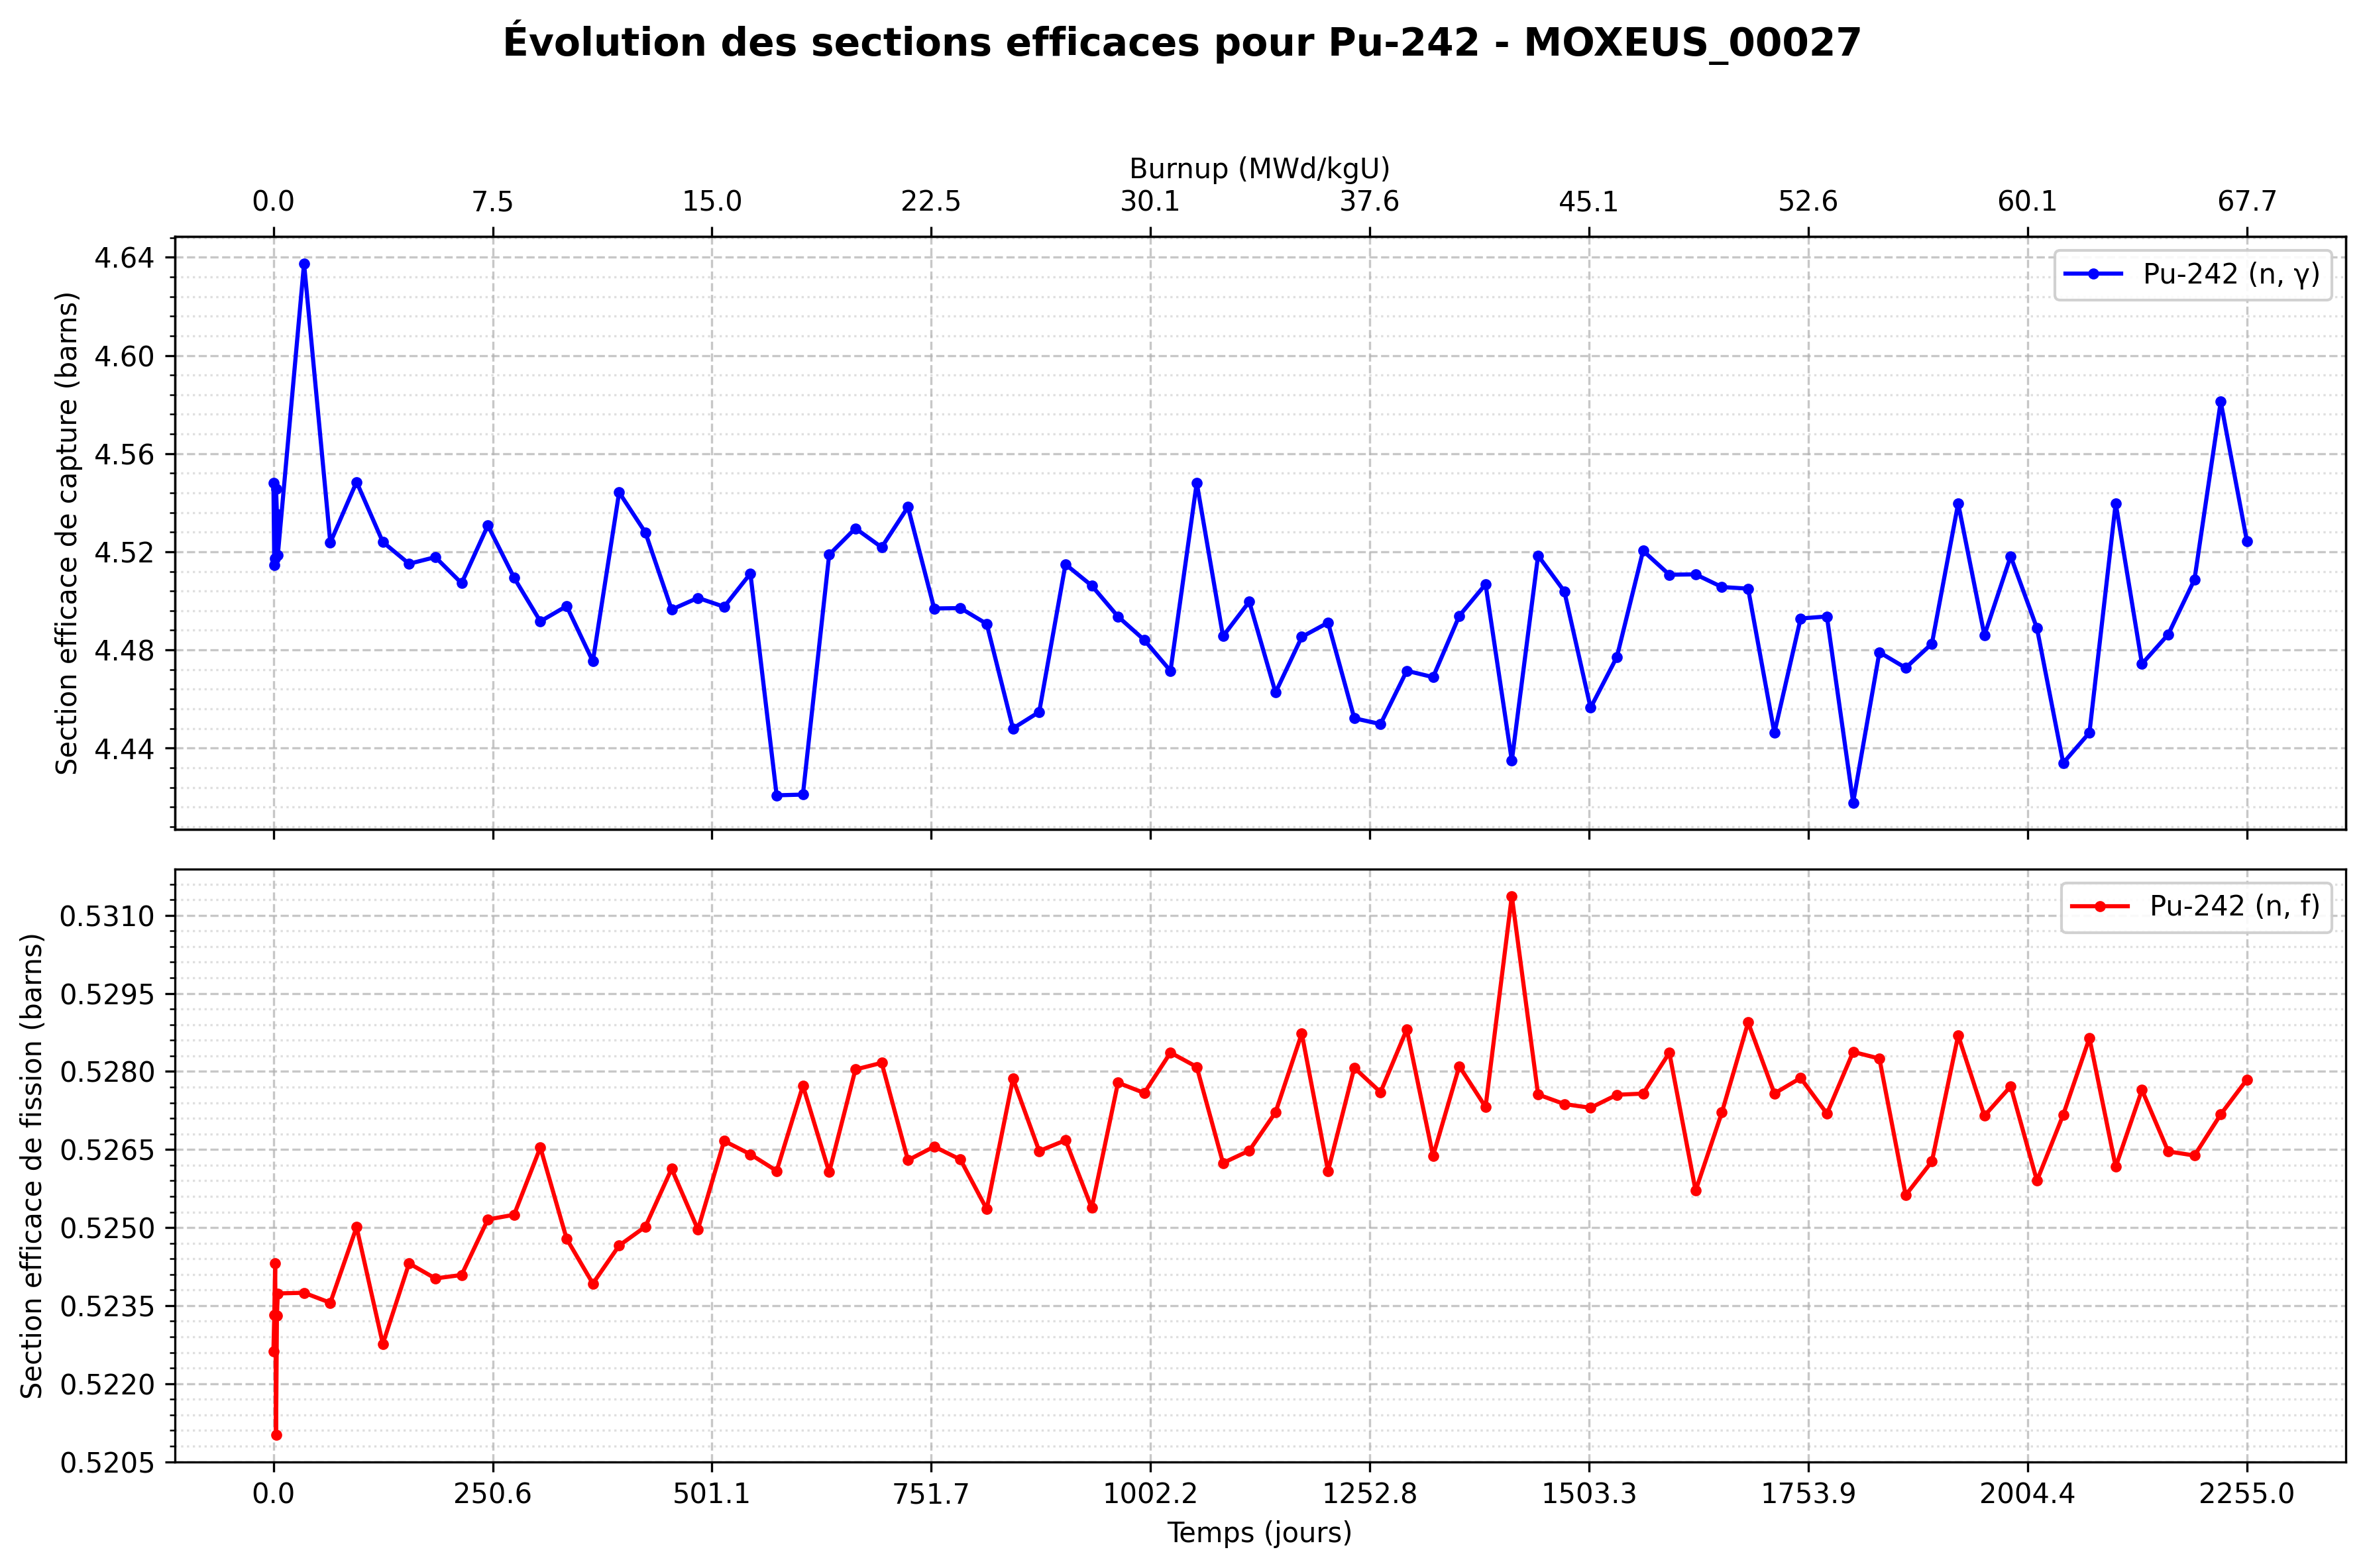 Évolution des sections efficaces pour Pu-242 - MOXEUS_00027
Burnup (MWd/kgU)
0.0 7.5 15.0 22.5 30.1 37.6 45.1 52.6 60.1 67.7
Section efficace de capture (barns)
4.64
4.60
4.56
4.52
4.48
4.44
Pu-242 (n, γ)
Section efficace de fission (barns)
0.5310
0.5295
0.5280
0.5265
0.5250
0.5235
0.5220
0.5205
Pu-242 (n, f)
0.0 250.6 501.1 751.7 1002.2 1252.8 1503.3 1753.9 2004.4 2255.0
Temps (jours)